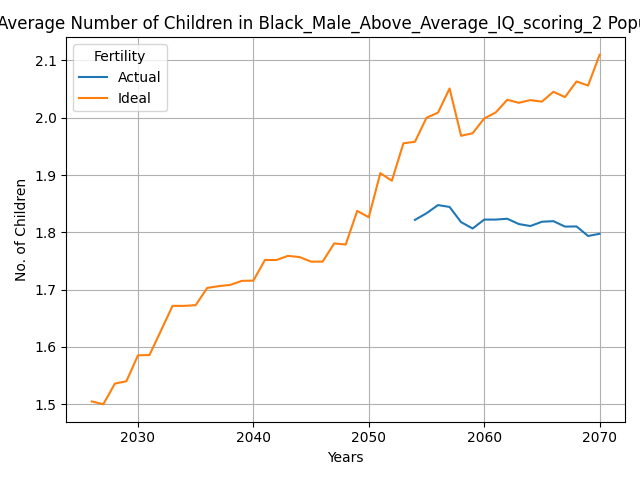 Average Number of Children in Black_Male_Above_Average_IQ_scoring_2 Popu
Fertility
Actual
Ideal
No. of Children
2.1
2.0
1.9
1.8
1.7
1.6
1.5
2030 2040 2050 2060 2070
Years